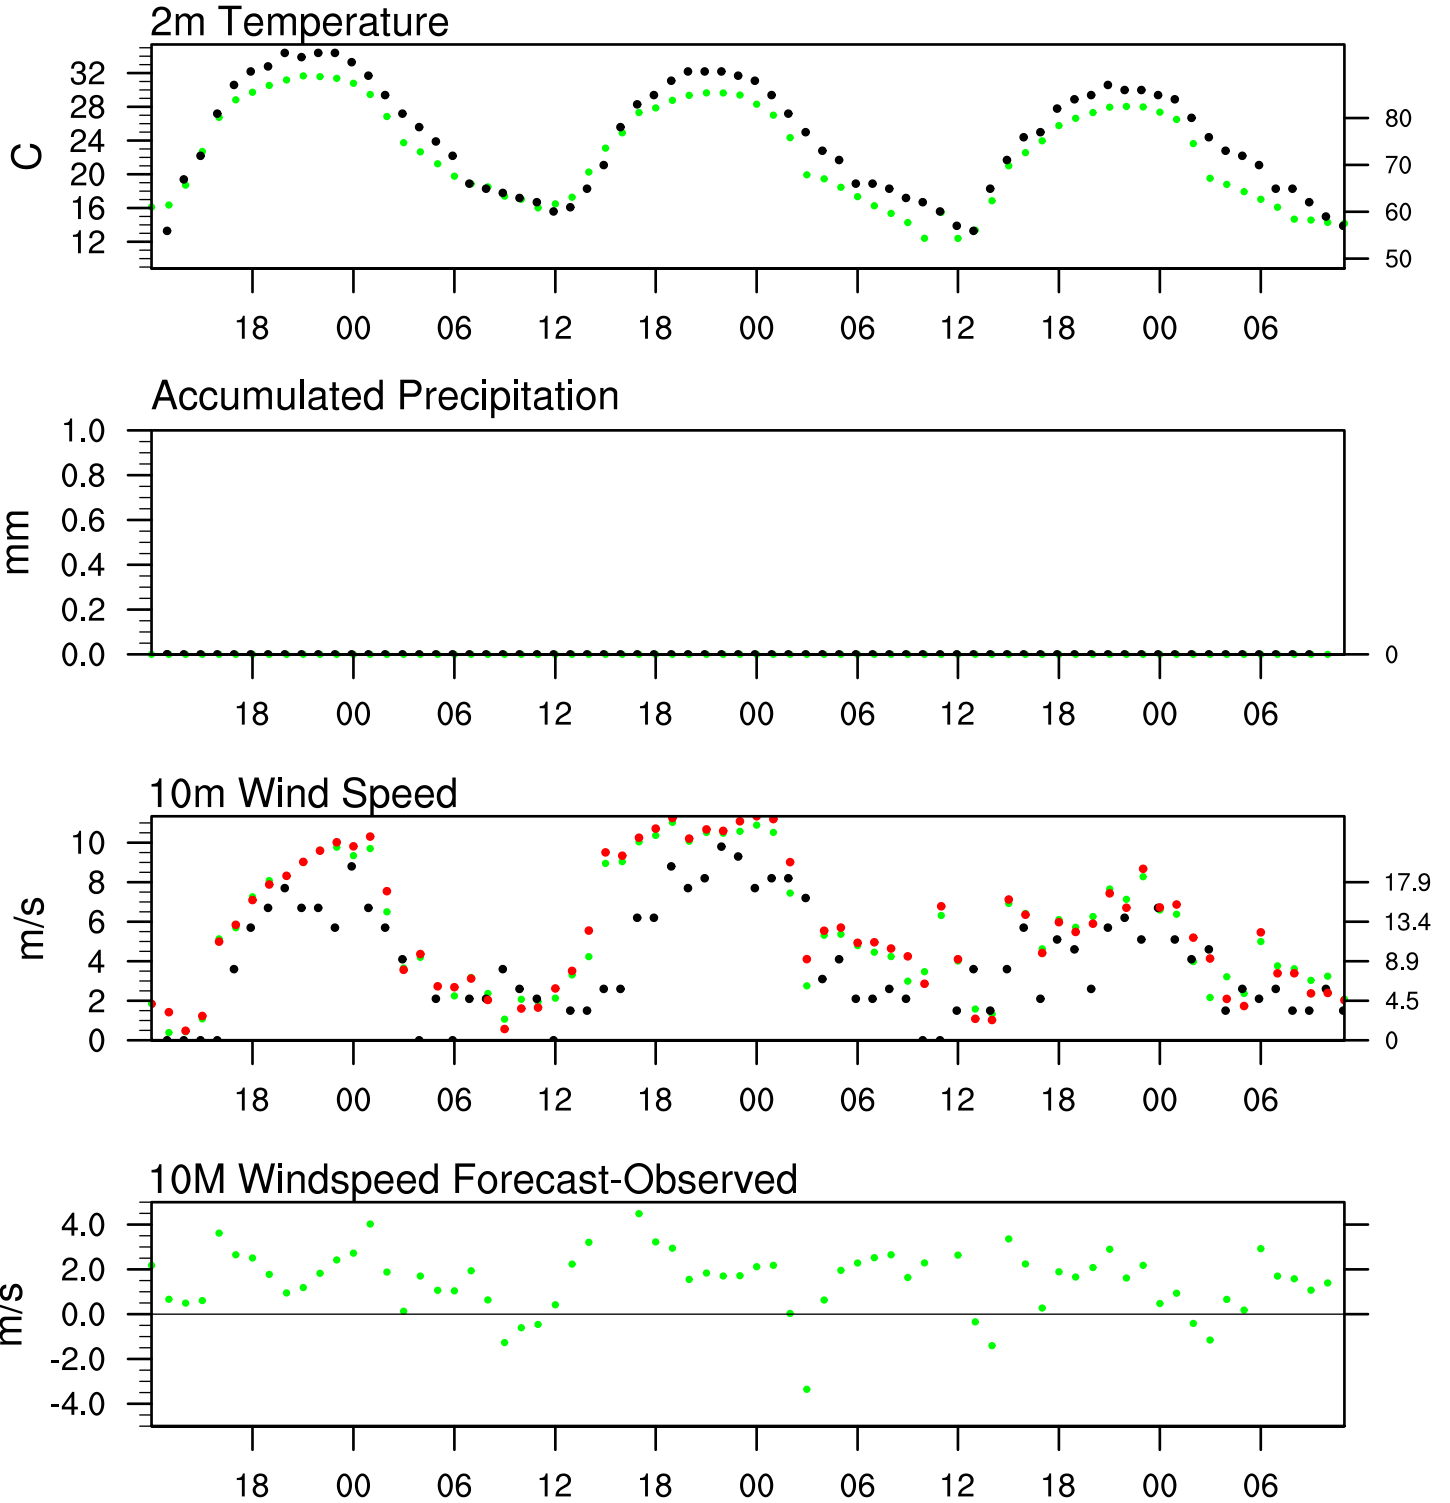 2m Temperature
C
32
28
24
20
16
12
80
70
60
50
18 00 06 12 18 00 06 12 18 00 06
Accumulated Precipitation
mm
1.0
0.8
0.6
0.4
0.2
0.0
0
18 00 06 12 18 00 06 12 18 00 06
10m Wind Speed
m/s
10
8
6
4
2
0
17.9
13.4
8.9
4.5
0
18 00 06 12 18 00 06 12 18 00 06
10M Windspeed Forecast-Observed
m/s
4.0
2.0
0.0
-2.0
-4.0
18 00 06 12 18 00 06 12 18 00 06